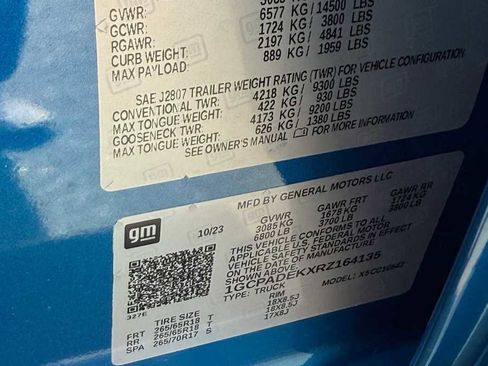 GVWR:
GCWR: 6577 KG/14500 LBS
RGAWR: 1724 KG / 3800 LBS
CURB WEIGHT: 2197 KG / 4841 LBS
MAX PAYLOAD: 889 KG / 1959 LBS
SAE J2807 TRAILER WEIGHT RATING (TWR) FOR VEHICLE CONFIGURATION
CONVENTIONAL TWR: 4218 KG / 9300 LBS
MAX TONGUE WEIGHT: 422 KG / 930 LBS
GOOSENECK TWR: 4173 KG / 9200 LBS
MAX TONGUE WEIGHT: 626 KG / 1380 LBS
SEE OWNER'S MANUAL FOR MORE INFORMATION
gm
10/23
MFD BY GENERAL MOTORS LLC
GVWR GAWR FRT GAWR RR
3085 KG 1678 KG 1724 KG
6800 LB 3700 LB 3800 LB
THIS VEHICLE CONFORMS TO ALL
APPLICABLE U.S. FEDERAL MOTOR
VEHICLE SAFETY STANDARDS IN
EFFECT ON THE DATE OF MANUFACTURE
SHOWN ABOVE.
1GCPADEKXRZ164135
TYPE: TRUCK MODEL:
327E
TIRE SIZE RIM
FRT 265/65R18 T 18X8.5J
RR 265/65R18 T 18X8.5J
SPA 265/70R17 S 17X8J